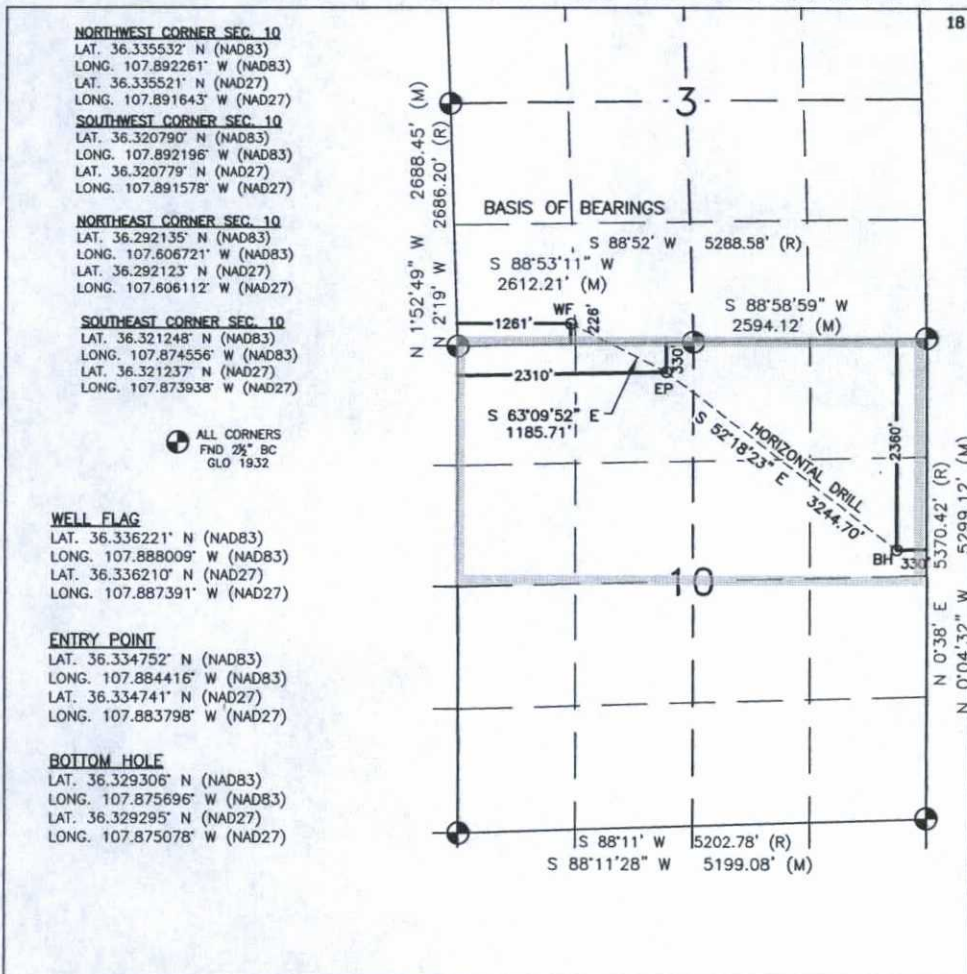 NORTHWEST CORNER SEC. 10
LAT. 36.335532° N (NAD83)
LONG. 107.892261° W (NAD83)
LAT. 36.335521° N (NAD27)
LONG. 107.891643° W (NAD27)
SOUTHWEST CORNER SEC. 10
LAT. 36.320790° N (NAD83)
LONG. 107.892196° W (NAD83)
LAT. 36.320779° N (NAD27)
LONG. 107.891578° W (NAD27)
NORTHEAST CORNER SEC. 10
LAT. 36.292135° N (NAD83)
LONG. 107.606721° W (NAD83)
LAT. 36.292123° N (NAD27)
LONG. 107.606112° W (NAD27)
SOUTHEAST CORNER SEC. 10
LAT. 36.321248° N (NAD83)
LONG. 107.874556° W (NAD83)
LAT. 36.321237° N (NAD27)
LONG. 107.873938° W (NAD27)
ALL CORNERS
FND 2½" BC
GLO 1932
WELL FLAG
LAT. 36.336221° N (NAD83)
LONG. 107.888009° W (NAD83)
LAT. 36.336210° N (NAD27)
LONG. 107.887391° W (NAD27)
ENTRY POINT
LAT. 36.334752° N (NAD83)
LONG. 107.884416° W (NAD83)
LAT. 36.334741° N (NAD27)
LONG. 107.883798° W (NAD27)
BOTTOM HOLE
LAT. 36.329306° N (NAD83)
LONG. 107.875696° W (NAD83)
LAT. 36.329295° N (NAD27)
LONG. 107.875078° W (NAD27)
18
3
N 1°52'49" W 2688.45' (M)
N 2°19' W 2686.20' (R)
BASIS OF BEARINGS
S 88°52' W 5288.58' (R)
S 88°53'11" W
2612.21' (M)
S 88°58'59" W
2594.12' (M)
WF
1261'
226'
2310'
330'
EP
S 63°09'52" E
1185.71'
HORIZONTAL DRILL
S 52°18'23" E 3244.70'
2360'
BH
330'
10
N 0°38' E 5370.42' (R)
N 0°04'32" W 5299.12' (M)
S 88°11' W 5202.78' (R)
S 88°11'28" W 5199.08' (M)